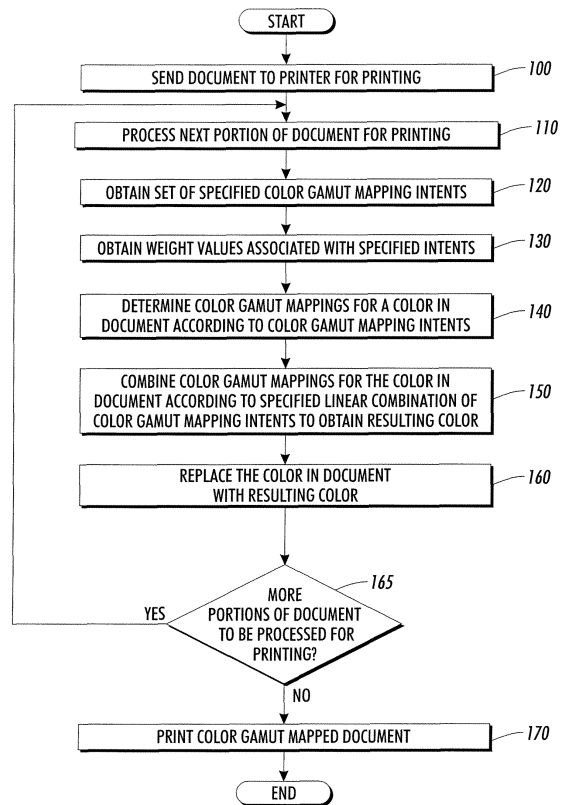 START
SEND DOCUMENT TO PRINTER FOR PRINTING
100
PROCESS NEXT PORTION OF DOCUMENT FOR PRINTING
110
OBTAIN SET OF SPECIFIED COLOR GAMUT MAPPING INTENTS
120
OBTAIN WEIGHT VALUES ASSOCIATED WITH SPECIFIED INTENTS
130
DETERMINE COLOR GAMUT MAPPINGS FOR A COLOR IN
DOCUMENT ACCORDING TO COLOR GAMUT MAPPING INTENTS
140
COMBINE COLOR GAMUT MAPPINGS FOR THE COLOR IN
DOCUMENT ACCORDING TO SPECIFIED LINEAR COMBINATION OF
COLOR GAMUT MAPPING INTENTS TO OBTAIN RESULTING COLOR
150
REPLACE THE COLOR IN DOCUMENT
WITH RESULTING COLOR
160
165
YES
MORE
PORTIONS OF DOCUMENT
TO BE PROCESSED FOR
PRINTING?
NO
PRINT COLOR GAMUT MAPPED DOCUMENT
170
END